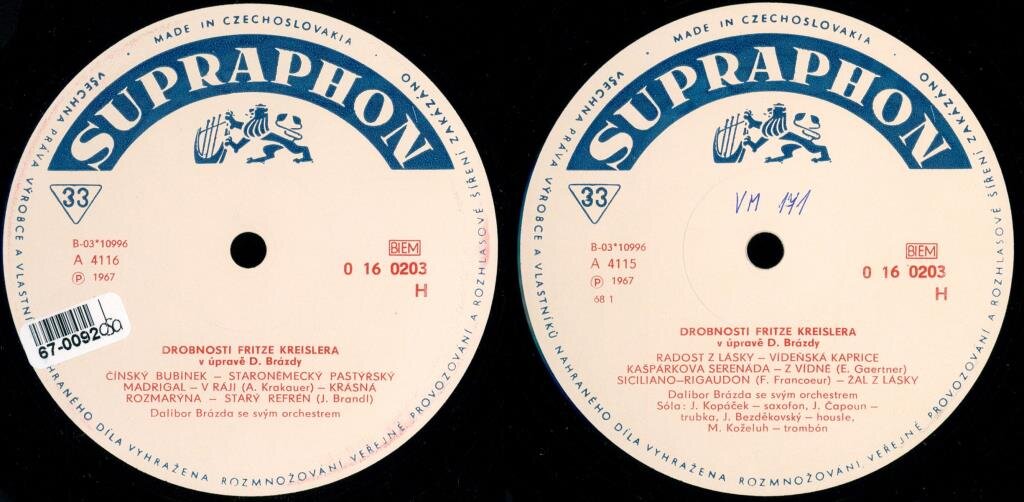 MADE IN CZECHOSLOVAKIA
VŠECHNA PRÁVA VÝROBCE A VLASTNÍKŮ NAHRANÉHO DÍLA VYHRAŽENA. ROZMNOŽOVÁNÍ, VEŘEJNÉ PROVOZOVÁNÍ A ROZHLASOVÉ ŠÍŘENÍ ZAKÁZÁNO
SUPRAPHON
33
B-03*10996
A 4116
Ⓟ 1967
BIEM
0 16 0203
H
67-0092
DROBNOSTI FRITZE KREISLERA
v úpravě D. Brázdy
ČÍNSKÝ BUBÍNEK – STARONĚMECKÝ PASTÝŘSKÝ
MADRIGAL – V RÁJI (A. Krakauer) – KRÁSNÁ
ROZMARÝNA – STARÝ REFRÉN (J. Brandl)
Dalibor Brázda se svým orchestrem
MADE IN CZECHOSLOVAKIA
VŠECHNA PRÁVA VÝROBCE A VLASTNÍKŮ NAHRANÉHO DÍLA VYHRAŽENA. ROZMNOŽOVÁNÍ, VEŘEJNÉ PROVOZOVÁNÍ A ROZHLASOVÉ ŠÍŘENÍ ZAKÁZÁNO
SUPRAPHON
33
VM 171
B-03*10996
A 4115
Ⓟ 1967
68 1
BIEM
0 16 0203
H
DROBNOSTI FRITZE KREISLERA
v úpravě D. Brázdy
RADOST Z LÁSKY – VÍDEŇSKÁ KAPRICE
KAŠPÁRKOVA SERENÁDA – Z VÍDNĚ (E. Gaertner)
SICILIANO–RIGAUDON (F. Francoeur) – ŽAL Z LÁSKY
Dalibor Brázda se svým orchestrem
Sóla: J. Kopáček – saxofon, J. Čapoun –
trubka, J. Bezděkovský – housle,
M. Koželuh – trombón